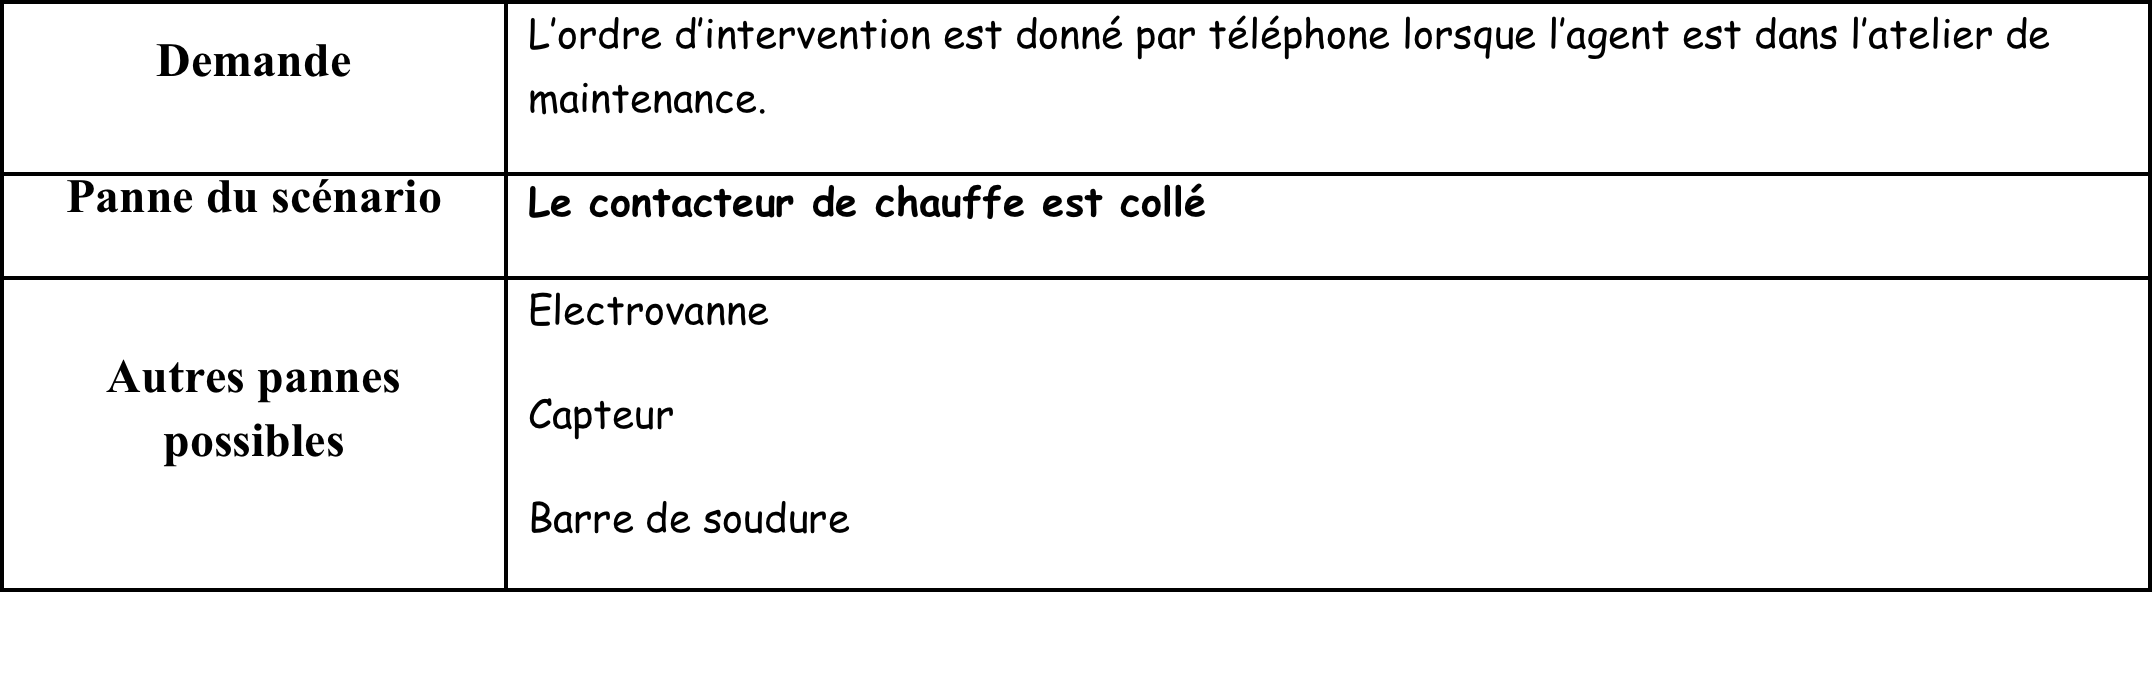 Demande
L'ordre d'intervention est donné par téléphone lorsque l'agent est dans l'atelier de
maintenance.
Panne du scénario
Le contacteur de chauffe est collé
Autres pannes
possibles
Electrovanne
Capteur
Barre de soudure